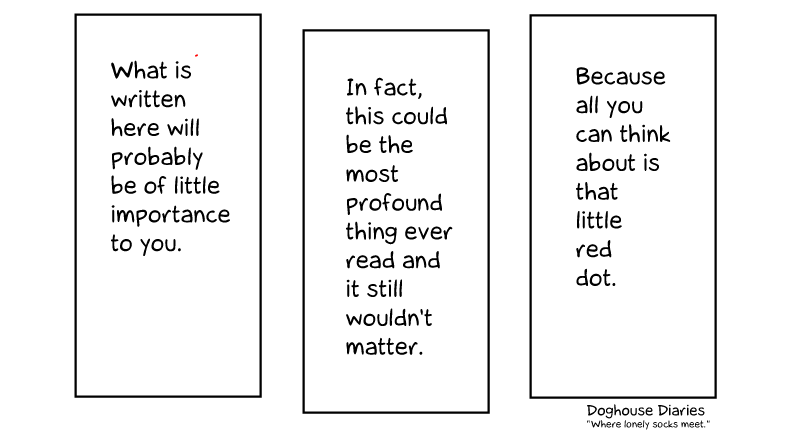 What is
written
here will
probably
be of little
importance
to you.
In fact,
this could
be the
most
profound
thing ever
read and
it still
wouldn't
matter.
Because
all you
can think
about is
that
little
red
dot.
Doghouse Diaries
"Where lonely socks meet."